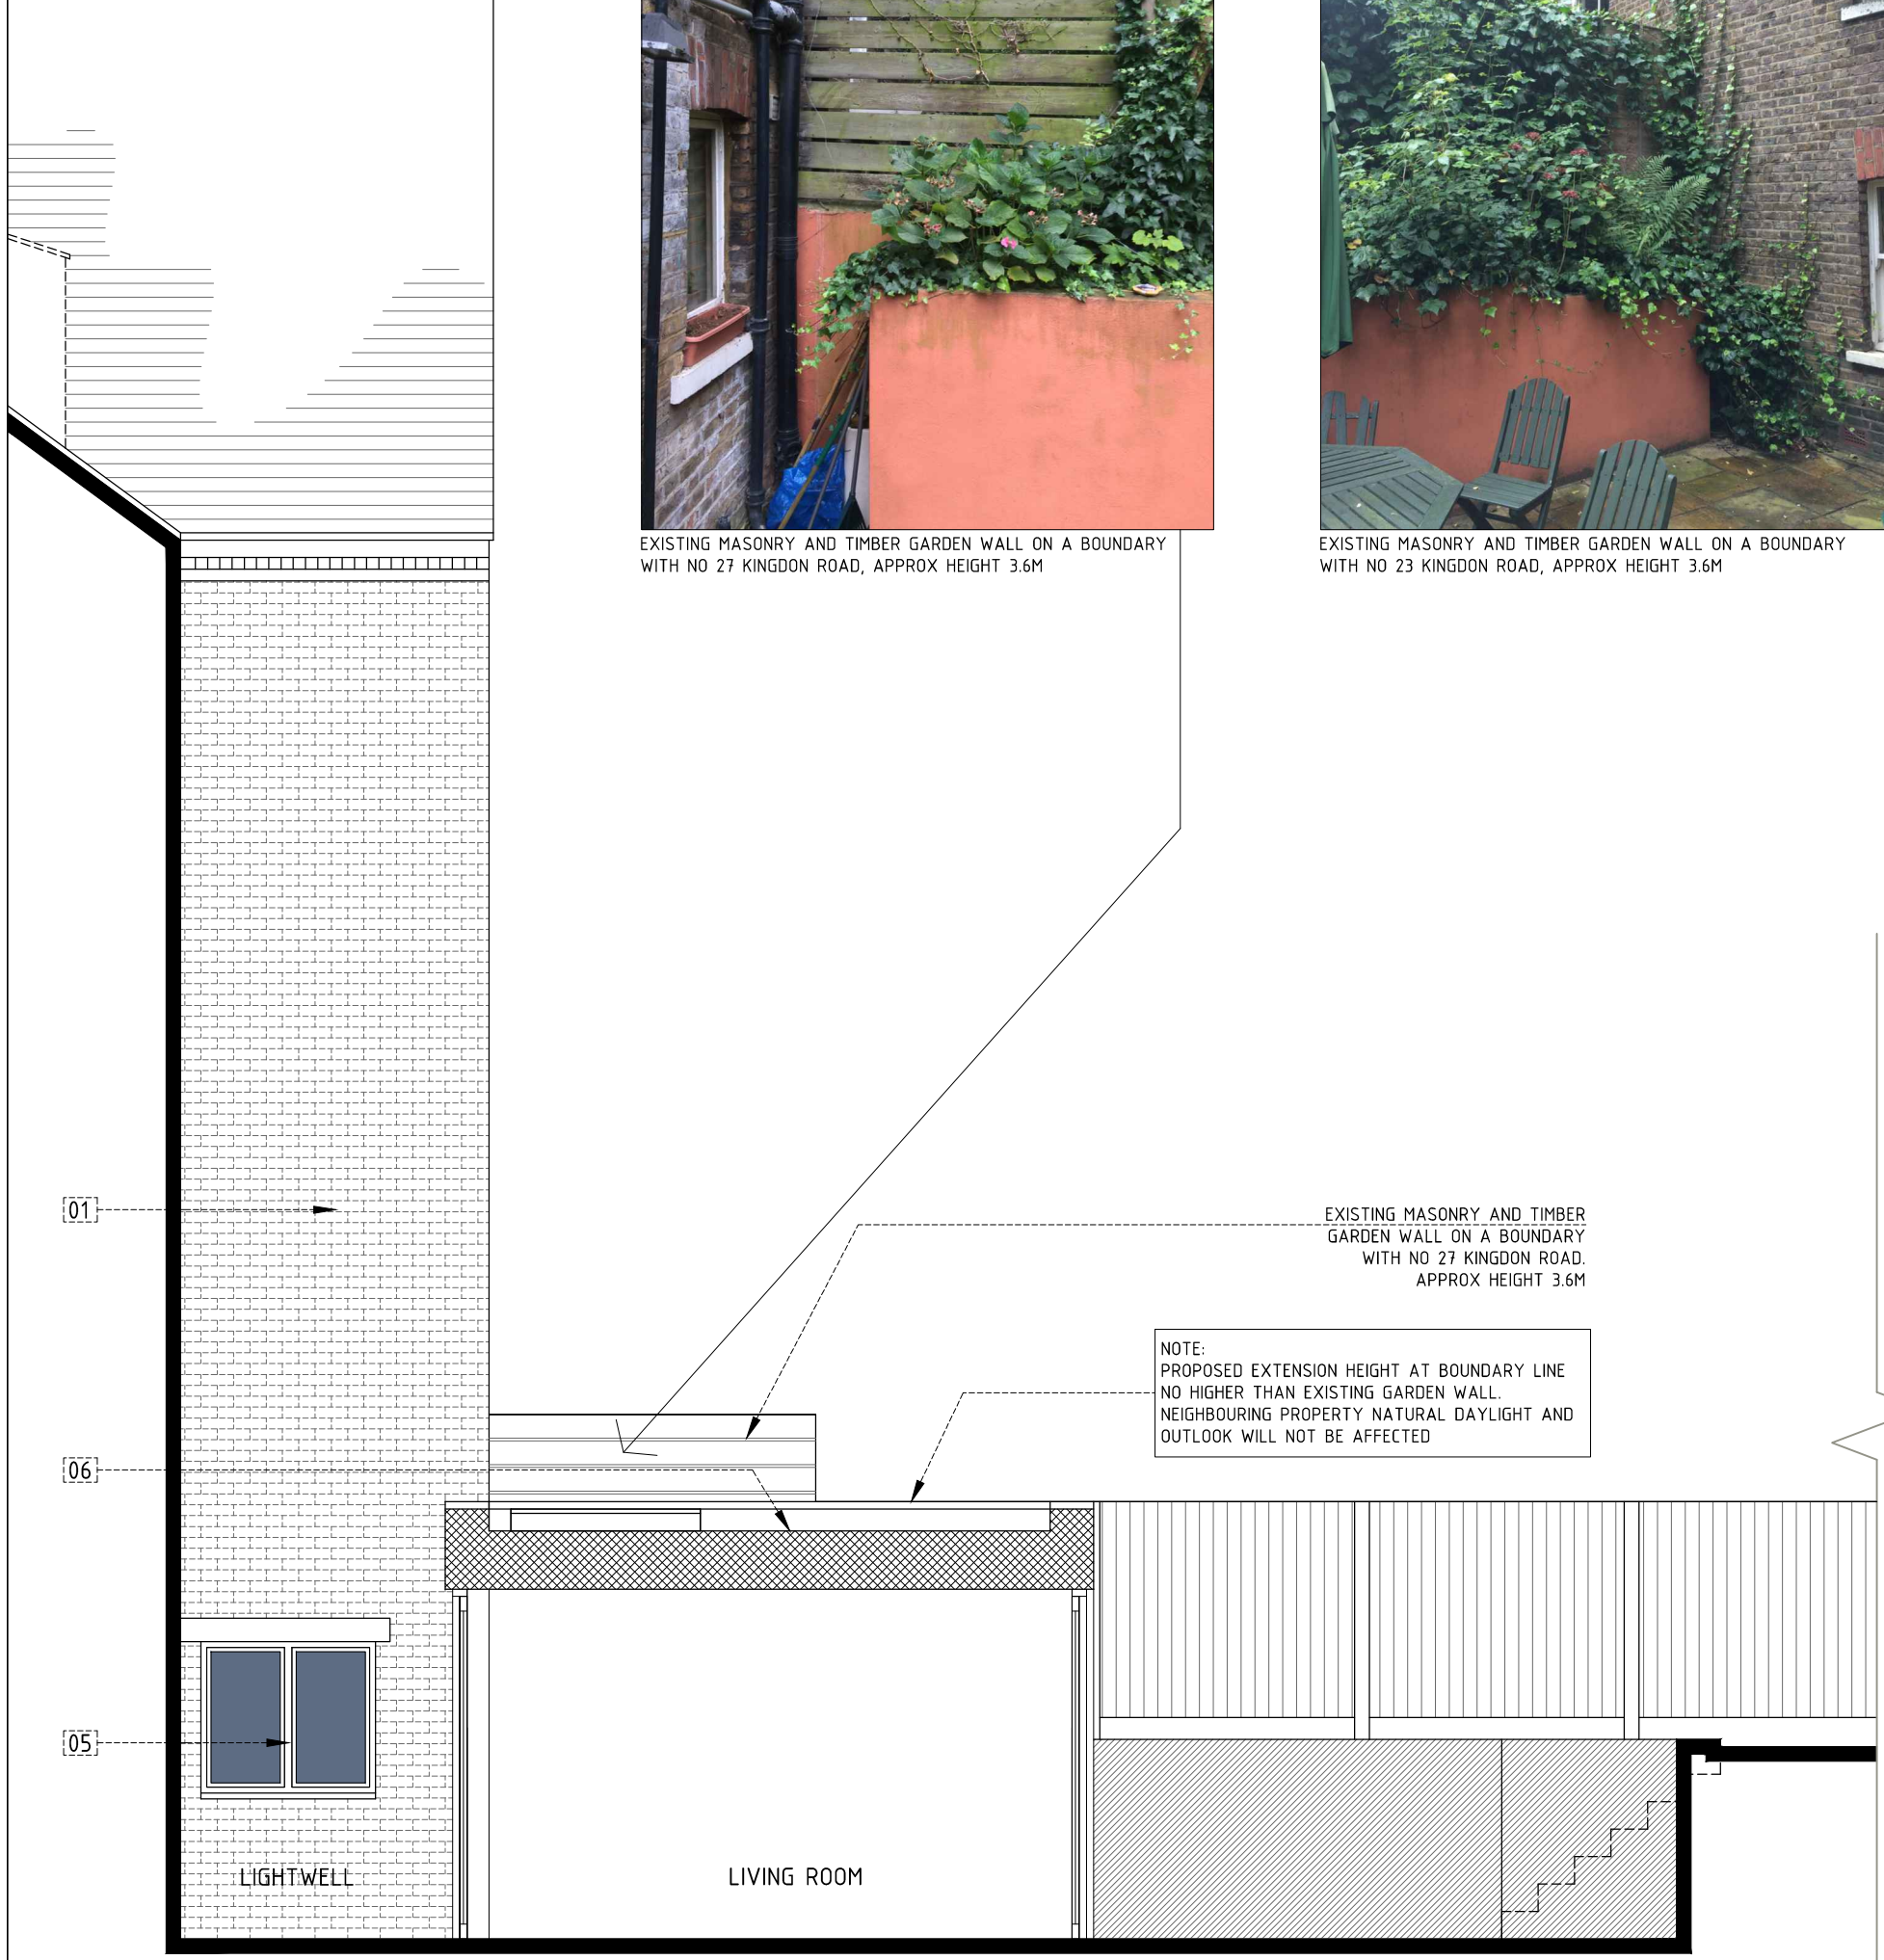 EXISTING MASONRY AND TIMBER GARDEN WALL ON A BOUNDARY
WITH NO 27 KINGDON ROAD, APPROX HEIGHT 3.6M
EXISTING MASONRY AND TIMBER GARDEN WALL ON A BOUNDARY
WITH NO 23 KINGDON ROAD, APPROX HEIGHT 3.6M
01
EXISTING MASONRY AND TIMBER
GARDEN WALL ON A BOUNDARY
WITH NO 27 KINGDON ROAD.
APPROX HEIGHT 3.6M
NOTE:
PROPOSED EXTENSION HEIGHT AT BOUNDARY LINE
NO HIGHER THAN EXISTING GARDEN WALL.
NEIGHBOURING PROPERTY NATURAL DAYLIGHT AND
OUTLOOK WILL NOT BE AFFECTED
06
05
LIGHTWELL
LIVING ROOM